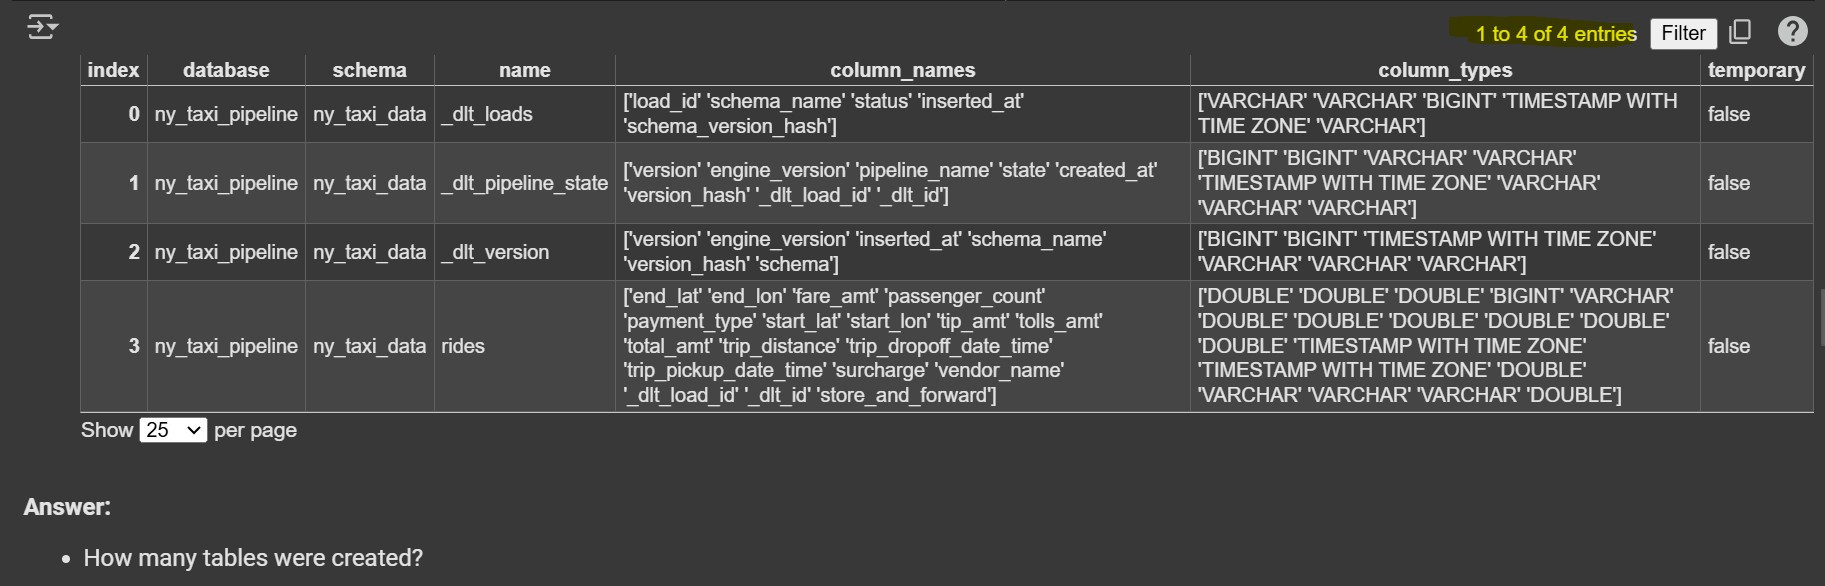 1 to 4 of 4 entries Filter
index database schema name column_names column_types temporary
0 ny_taxi_pipeline ny_taxi_data _dlt_loads ['load_id' 'schema_name' 'status' 'inserted_at' 'schema_version_hash'] ['VARCHAR' 'VARCHAR' 'BIGINT' 'TIMESTAMP WITH TIME ZONE' 'VARCHAR'] false
1 ny_taxi_pipeline ny_taxi_data _dlt_pipeline_state ['version' 'engine_version' 'pipeline_name' 'state' 'created_at' 'version_hash' '_dlt_load_id' '_dlt_id'] ['BIGINT' 'BIGINT' 'VARCHAR' 'VARCHAR' 'TIMESTAMP WITH TIME ZONE' 'VARCHAR' 'VARCHAR' 'VARCHAR'] false
2 ny_taxi_pipeline ny_taxi_data _dlt_version ['version' 'engine_version' 'inserted_at' 'schema_name' 'version_hash' 'schema'] ['BIGINT' 'BIGINT' 'TIMESTAMP WITH TIME ZONE' 'VARCHAR' 'VARCHAR' 'VARCHAR'] false
3 ny_taxi_pipeline ny_taxi_data rides ['end_lat' 'end_lon' 'fare_amt' 'passenger_count' 'payment_type' 'start_lat' 'start_lon' 'tip_amt' 'tolls_amt' 'total_amt' 'trip_distance' 'trip_dropoff_date_time' 'trip_pickup_date_time' 'surcharge' 'vendor_name' '_dlt_load_id' '_dlt_id' 'store_and_forward'] ['DOUBLE' 'DOUBLE' 'DOUBLE' 'BIGINT' 'VARCHAR' 'DOUBLE' 'DOUBLE' 'DOUBLE' 'DOUBLE' 'DOUBLE' 'DOUBLE' 'TIMESTAMP WITH TIME ZONE' 'TIMESTAMP WITH TIME ZONE' 'DOUBLE' 'VARCHAR' 'VARCHAR' 'VARCHAR' 'DOUBLE'] false
Show 25 per page
Answer:
• How many tables were created?